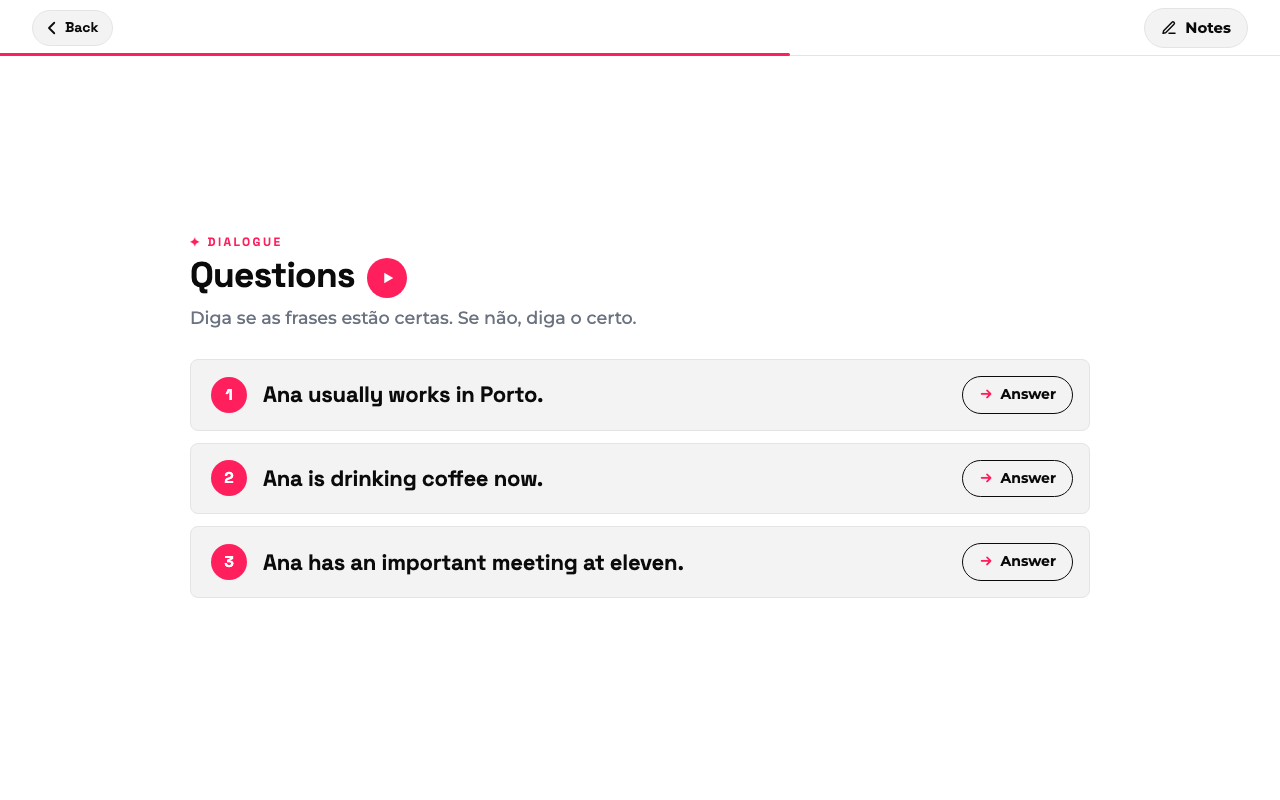 Back
Notes
DIALOGUE
Questions
Diga se as frases estão certas. Se não, diga o certo.
1 Ana usually works in Porto. Answer
2 Ana is drinking coffee now. Answer
3 Ana has an important meeting at eleven. Answer